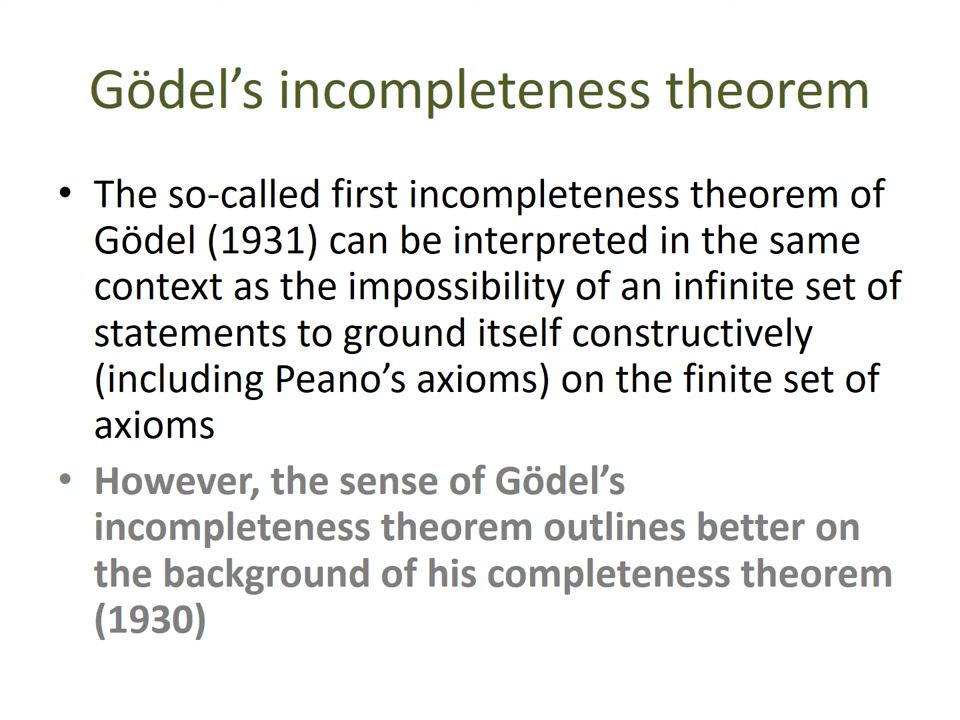 Gödel’s incompleteness theorem
• The so-called first incompleteness theorem of
Gödel (1931) can be interpreted in the same
context as the impossibility of an infinite set of
statements to ground itself constructively
(including Peano’s axioms) on the finite set of
axioms
• However, the sense of Gödel’s
incompleteness theorem outlines better on
the background of his completeness theorem
(1930)